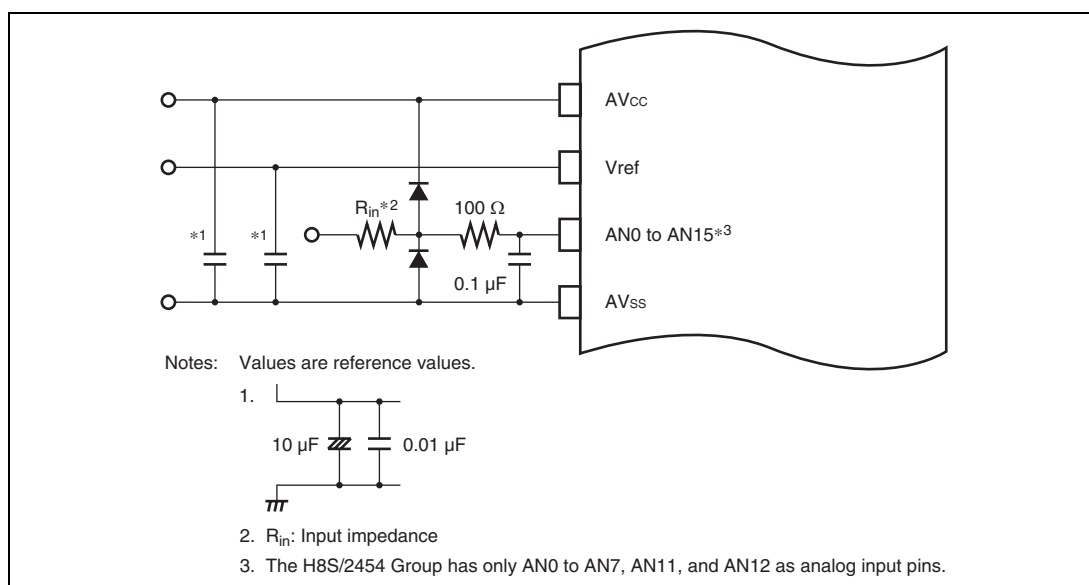 AVcc
Vref
Rin*2
100 Ω
*1
*1
AN0 to AN15*3
0.1 µF
AVss
Notes: Values are reference values.
1.
10 µF
0.01 µF
2. Rin: Input impedance
3. The H8S/2454 Group has only AN0 to AN7, AN11, and AN12 as analog input pins.